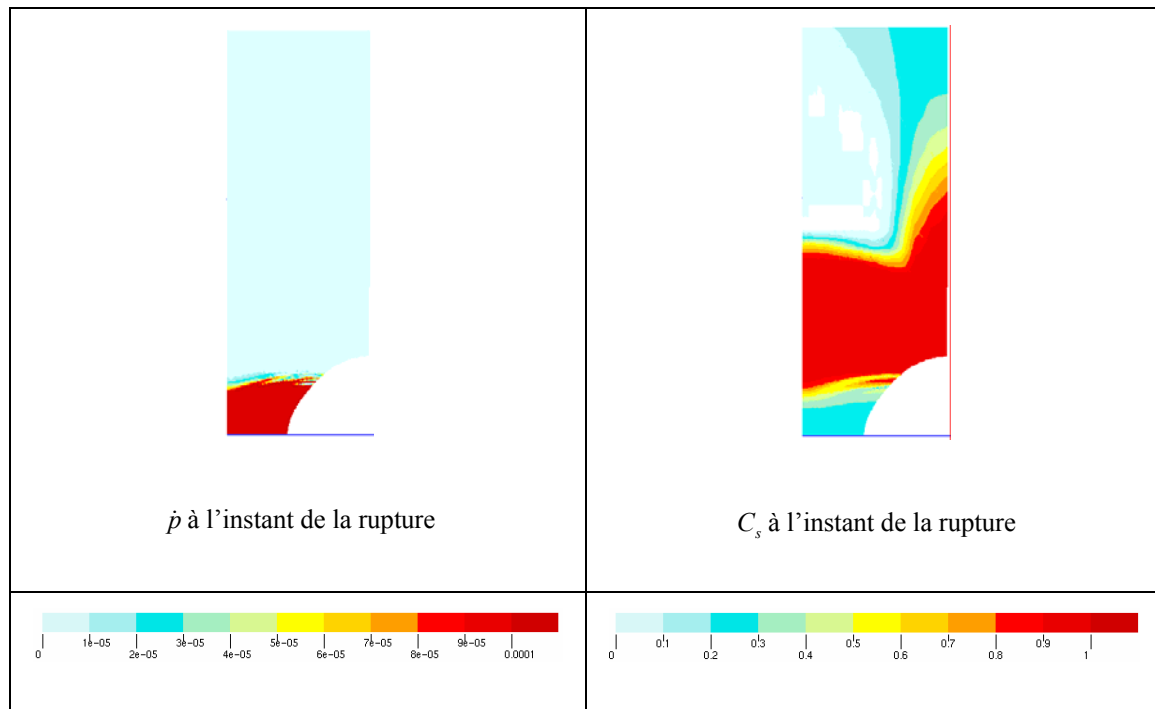 ṗ à l’instant de la rupture
C_s à l’instant de la rupture
0 1e-05 2e-05 3e-05 4e-05 5e-05 6e-05 7e-05 8e-05 9e-05 0.0001
0 0.1 0.2 0.3 0.4 0.5 0.6 0.7 0.8 0.9 1